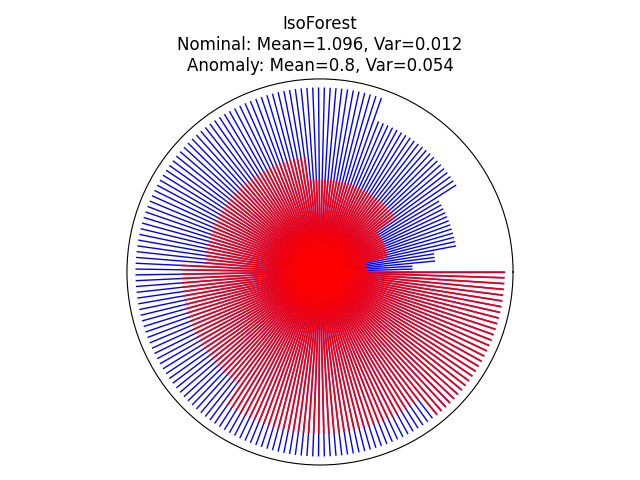 IsoForest
Nominal: Mean=1.096, Var=0.012
Anomaly: Mean=0.8, Var=0.054